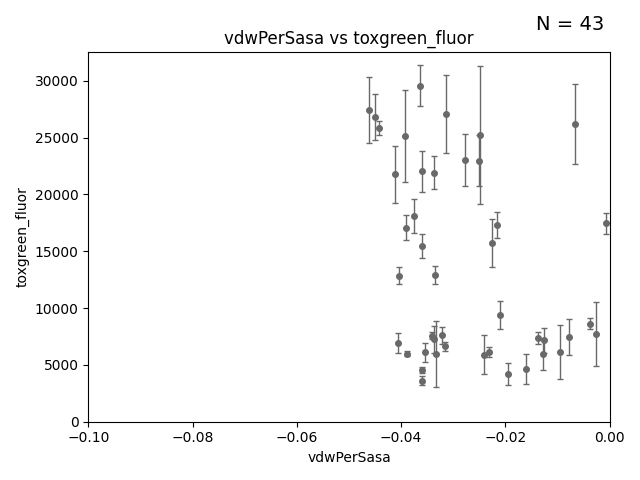 N = 43
vdwPerSasa vs toxgreen_fluor
30000
25000
20000
15000
10000
5000
0
toxgreen_fluor
−0.10 −0.08 −0.06 −0.04 −0.02 0.00
vdwPerSasa